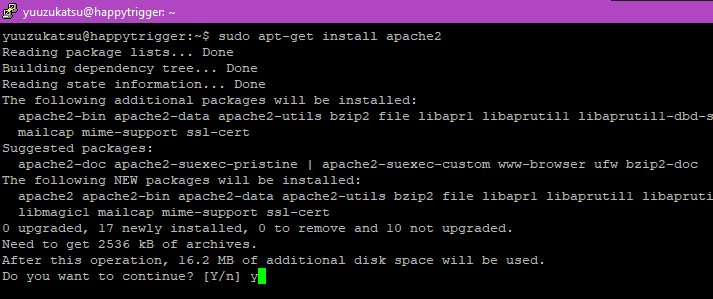 yuuzukatsu@happytrigger: ~
yuuzukatsu@happytrigger:~$ sudo apt-get install apache2
Reading package lists... Done
Building dependency tree... Done
Reading state information... Done
The following additional packages will be installed:
  apache2-bin apache2-data apache2-utils bzip2 file libapr1 libaprutil1 libaprutil1-dbd-s
  mailcap mime-support ssl-cert
Suggested packages:
  apache2-doc apache2-suexec-pristine | apache2-suexec-custom www-browser ufw bzip2-doc
The following NEW packages will be installed:
  apache2 apache2-bin apache2-data apache2-utils bzip2 file libapr1 libaprutil1 libapruti
  libmagic1 mailcap mime-support ssl-cert
0 upgraded, 17 newly installed, 0 to remove and 10 not upgraded.
Need to get 2536 kB of archives.
After this operation, 16.2 MB of additional disk space will be used.
Do you want to continue? [Y/n] y